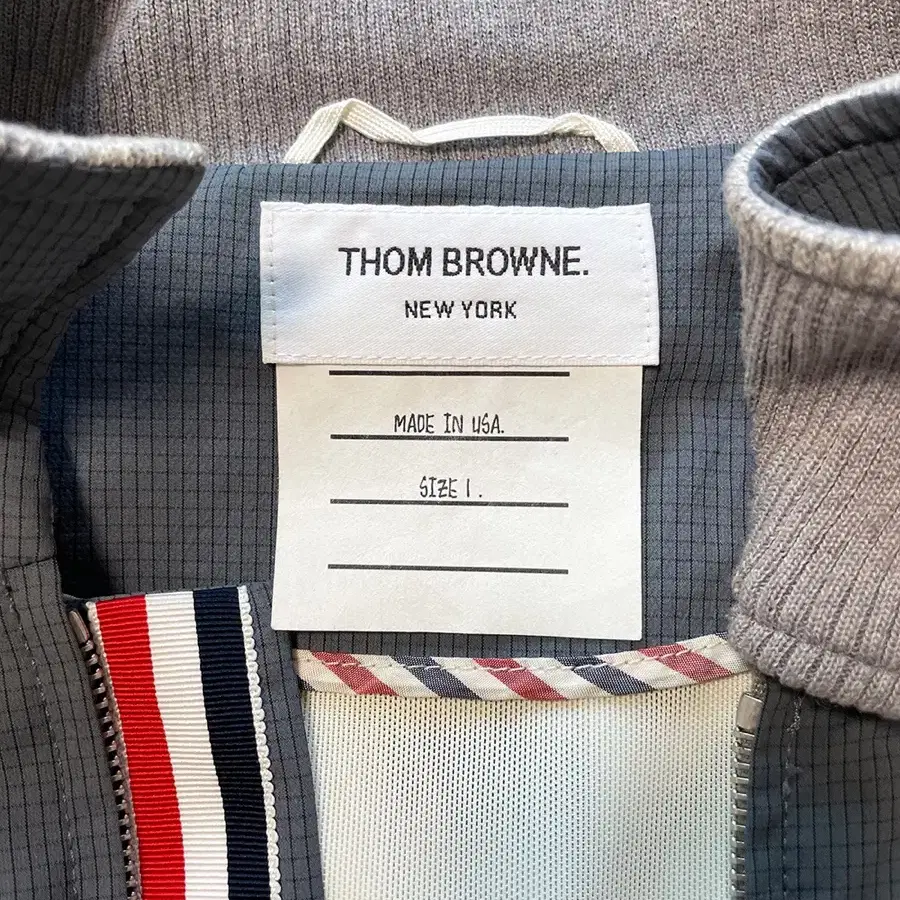 THOM BROWNE.
NEW YORK
MADE IN USA.
SIZE 1.